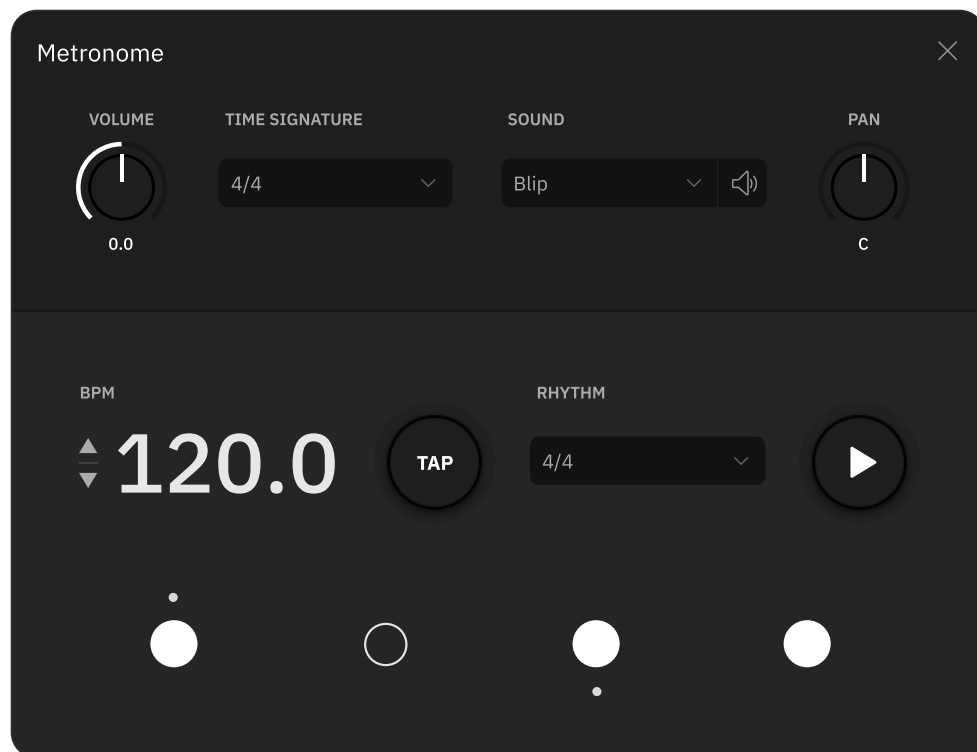 Metronome
VOLUME TIME SIGNATURE SOUND PAN
4/4 Blip
0.0 C
BPM RHYTHM
120.0 TAP 4/4